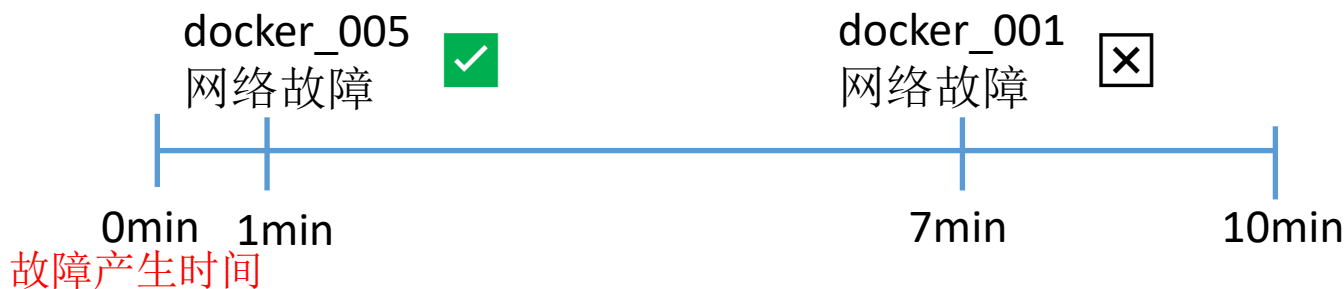 docker_005
网络故障
docker_001
网络故障
0min
1min
7min
10min
故障产生时间